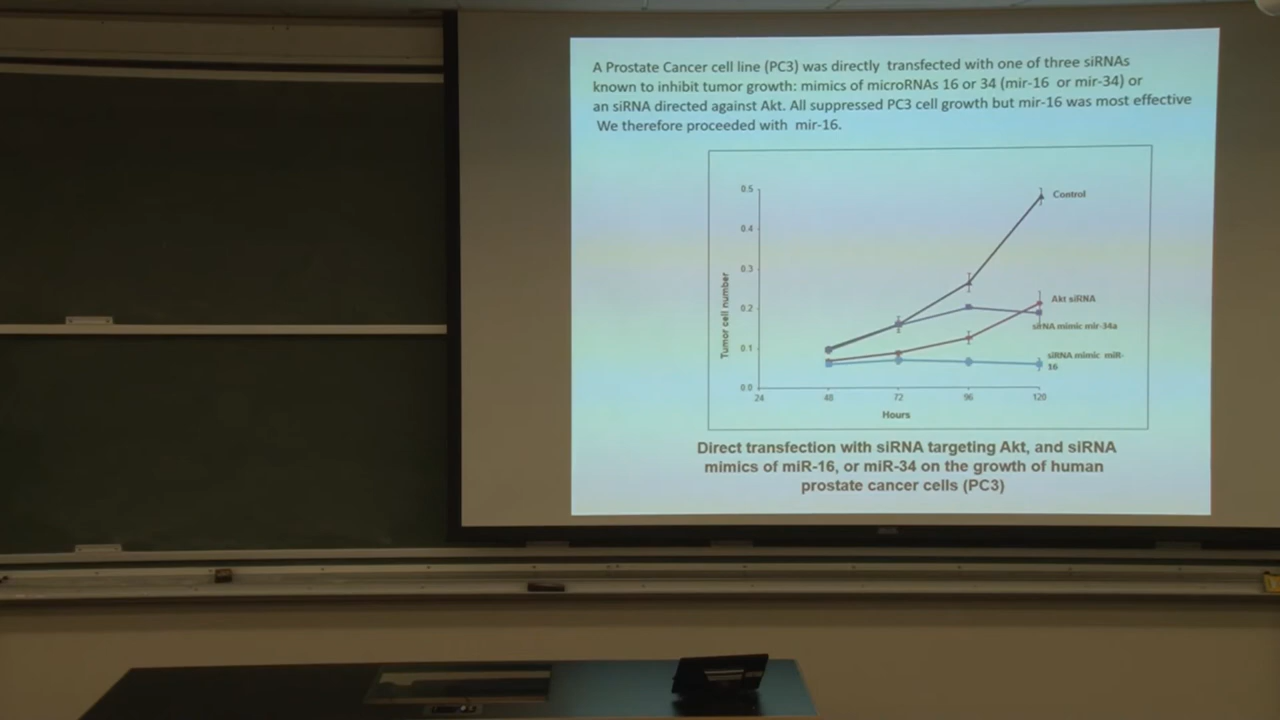 A Prostate Cancer cell line (PC3) was directly transfected with one of three siRNAs
known to inhibit tumor growth: mimics of microRNAs 16 or 34 (mir-16 or mir-34) or
an siRNA directed against Akt. All suppressed PC3 cell growth but mir-16 was most effective
We therefore proceeded with mir-16.
0.5
Control
0.4
0.3
Akt siRNA
0.2
siRNA mimic mir-34a
0.1
siRNA mimic miR-
16
0.0
Tumor cell number
24 48 72 96 120
Hours
Direct transfection with siRNA targeting Akt, and siRNA
mimics of miR-16, or miR-34 on the growth of human
prostate cancer cells (PC3)